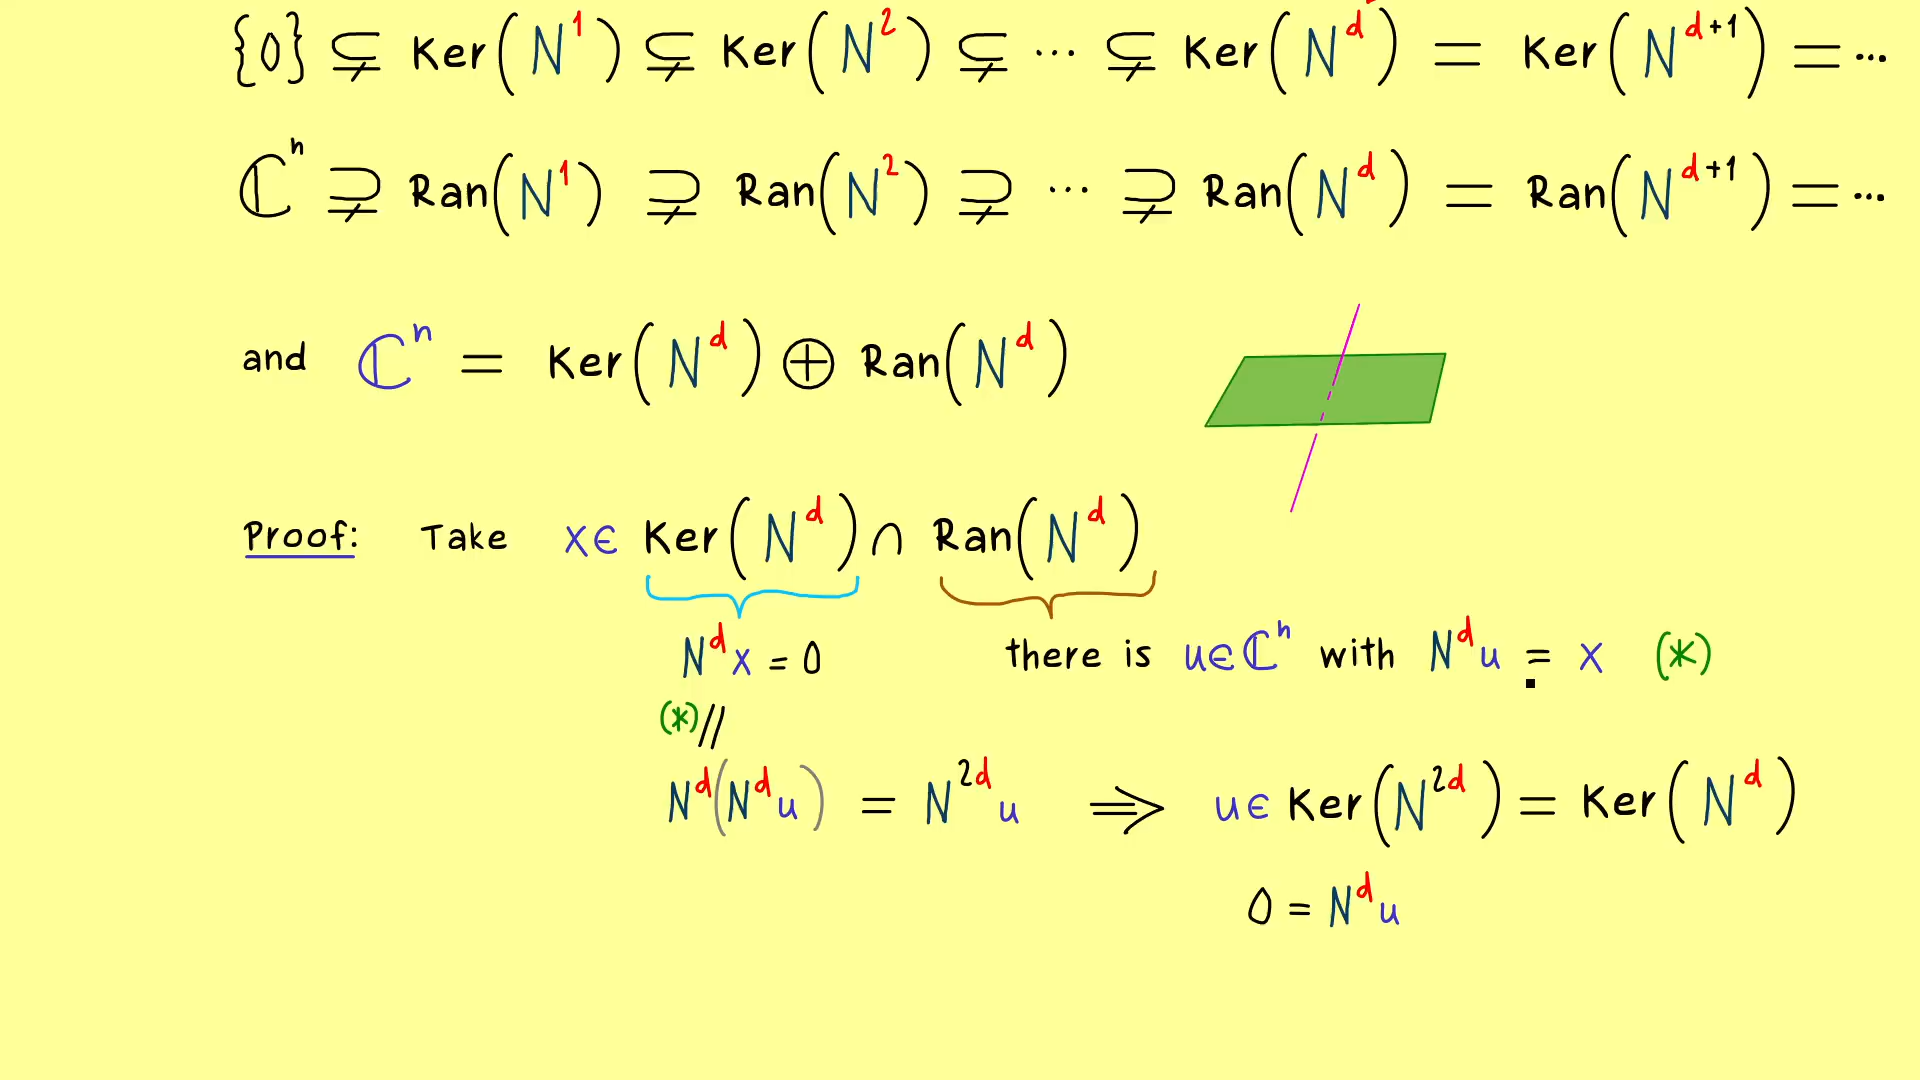 {0} ⊊ Ker(N¹) ⊊ Ker(N²) ⊊ ··· ⊊ Ker(N^d) = Ker(N^{d+1}) = ···
ℂⁿ ⊋ Ran(N¹) ⊋ Ran(N²) ⊋ ··· ⊋ Ran(N^d) = Ran(N^{d+1}) = ···
and ℂⁿ = Ker(N^d) ⊕ Ran(N^d)
Proof: Take x∈ Ker(N^d) ∩ Ran(N^d)
N^d x = 0 there is u∈ℂⁿ with N^d u = x (*)
(*) //
N^d(N^d u) = N^{2d} u ⟹ u∈ Ker(N^{2d}) = Ker(N^d)
0 = N^d u